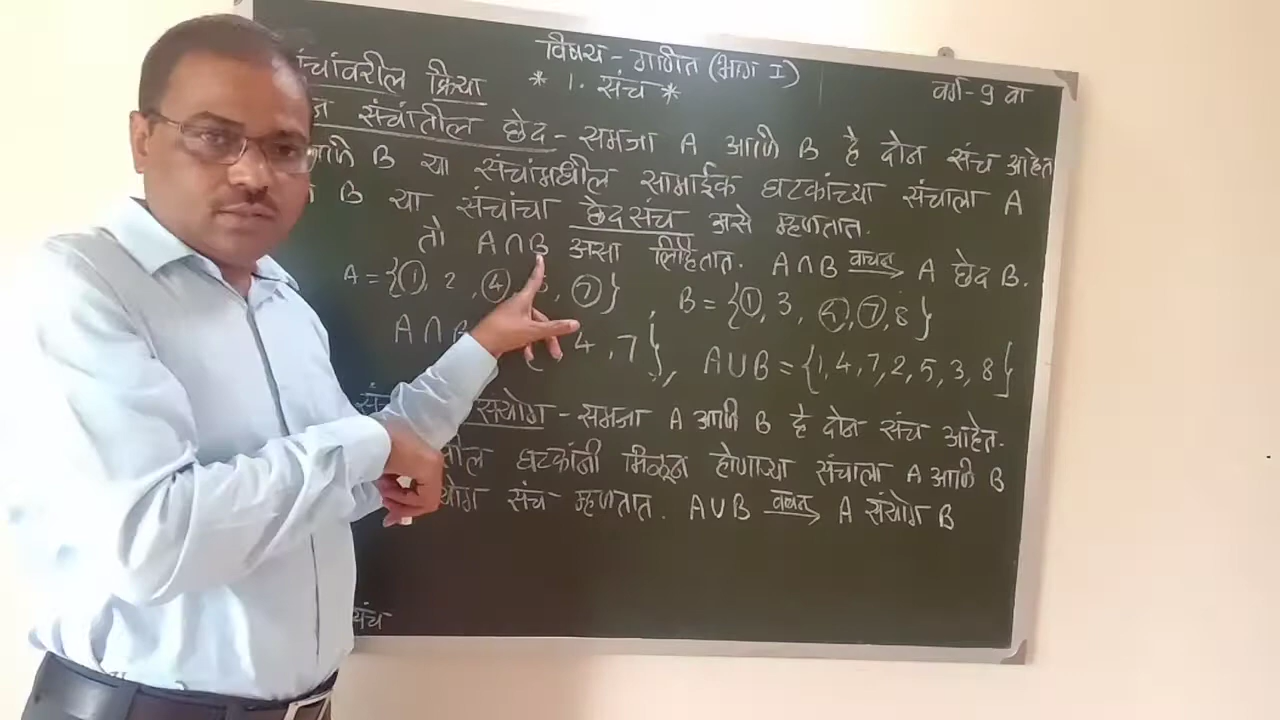 विषय - गणित (भाग I)
* 1. संच *
वर्ग - 9 वा
संचांवरील क्रिया
संचांतील छेद - समजा A आणि B हे दोन संच आहेत
आणि B या संचांमधील सामाईक घटकांच्या संचाला A
B या संचांचा छेदसंच असे म्हणतात.
तो A∩B असा लिहितात. A∩B वाचन→ A छेद B.
A = {1, 2, 4, 5, 7}, B = {1, 3, 4, 7, 8}
A∩B 4, 7}, A∪B = {1, 4, 7, 2, 5, 3, 8}
संयोग - समजा A आणि B हे दोन संच आहेत.
घटकांनी मिळून होणाऱ्या संचाला A आणि B
संच म्हणतात. A∪B वाचन→ A संयोग B
संच